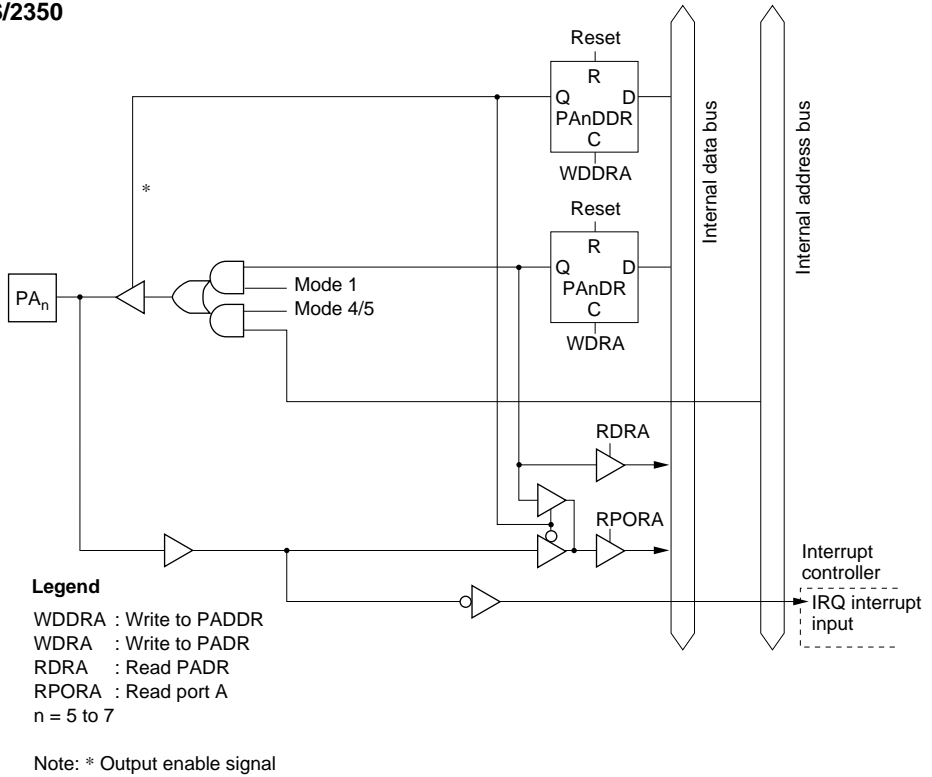 6/2350
Reset
R
Q D
PAnDDR
C
WDDRA
Reset
R
Q D
PAnDR
C
WDRA
Internal data bus
Internal address bus
*
PAn
Mode 1
Mode 4/5
RDRA
RPORA
Interrupt
controller
IRQ interrupt
input
Legend
WDDRA : Write to PADDR
WDRA : Write to PADR
RDRA : Read PADR
RPORA : Read port A
n = 5 to 7
Note: * Output enable signal